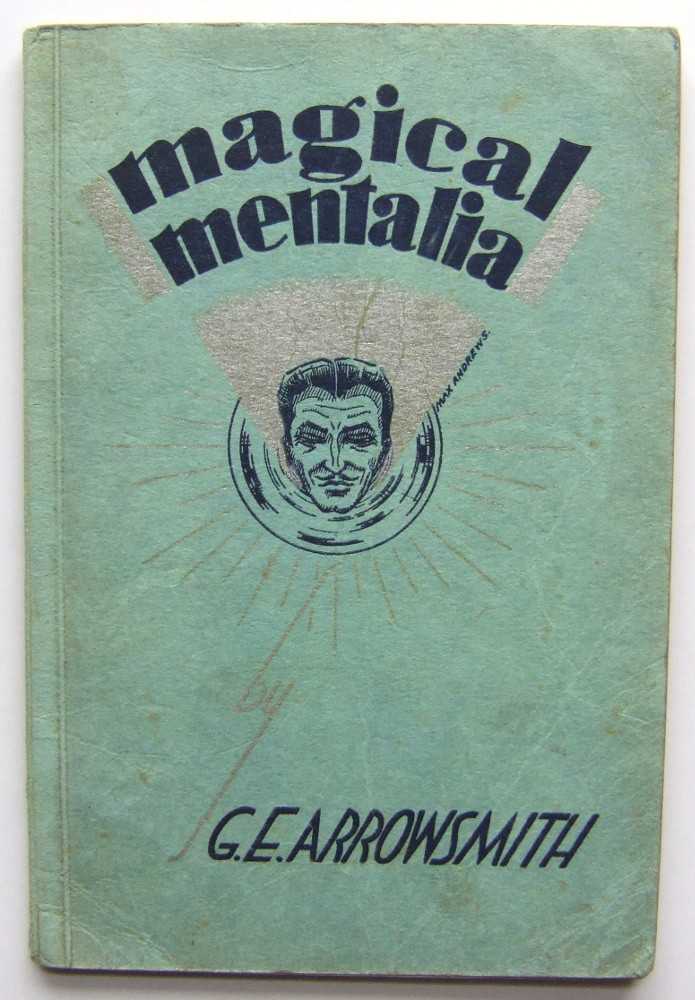 magical
mentalia
MAX ANDREWS.
by
G.E.ARROWSMITH